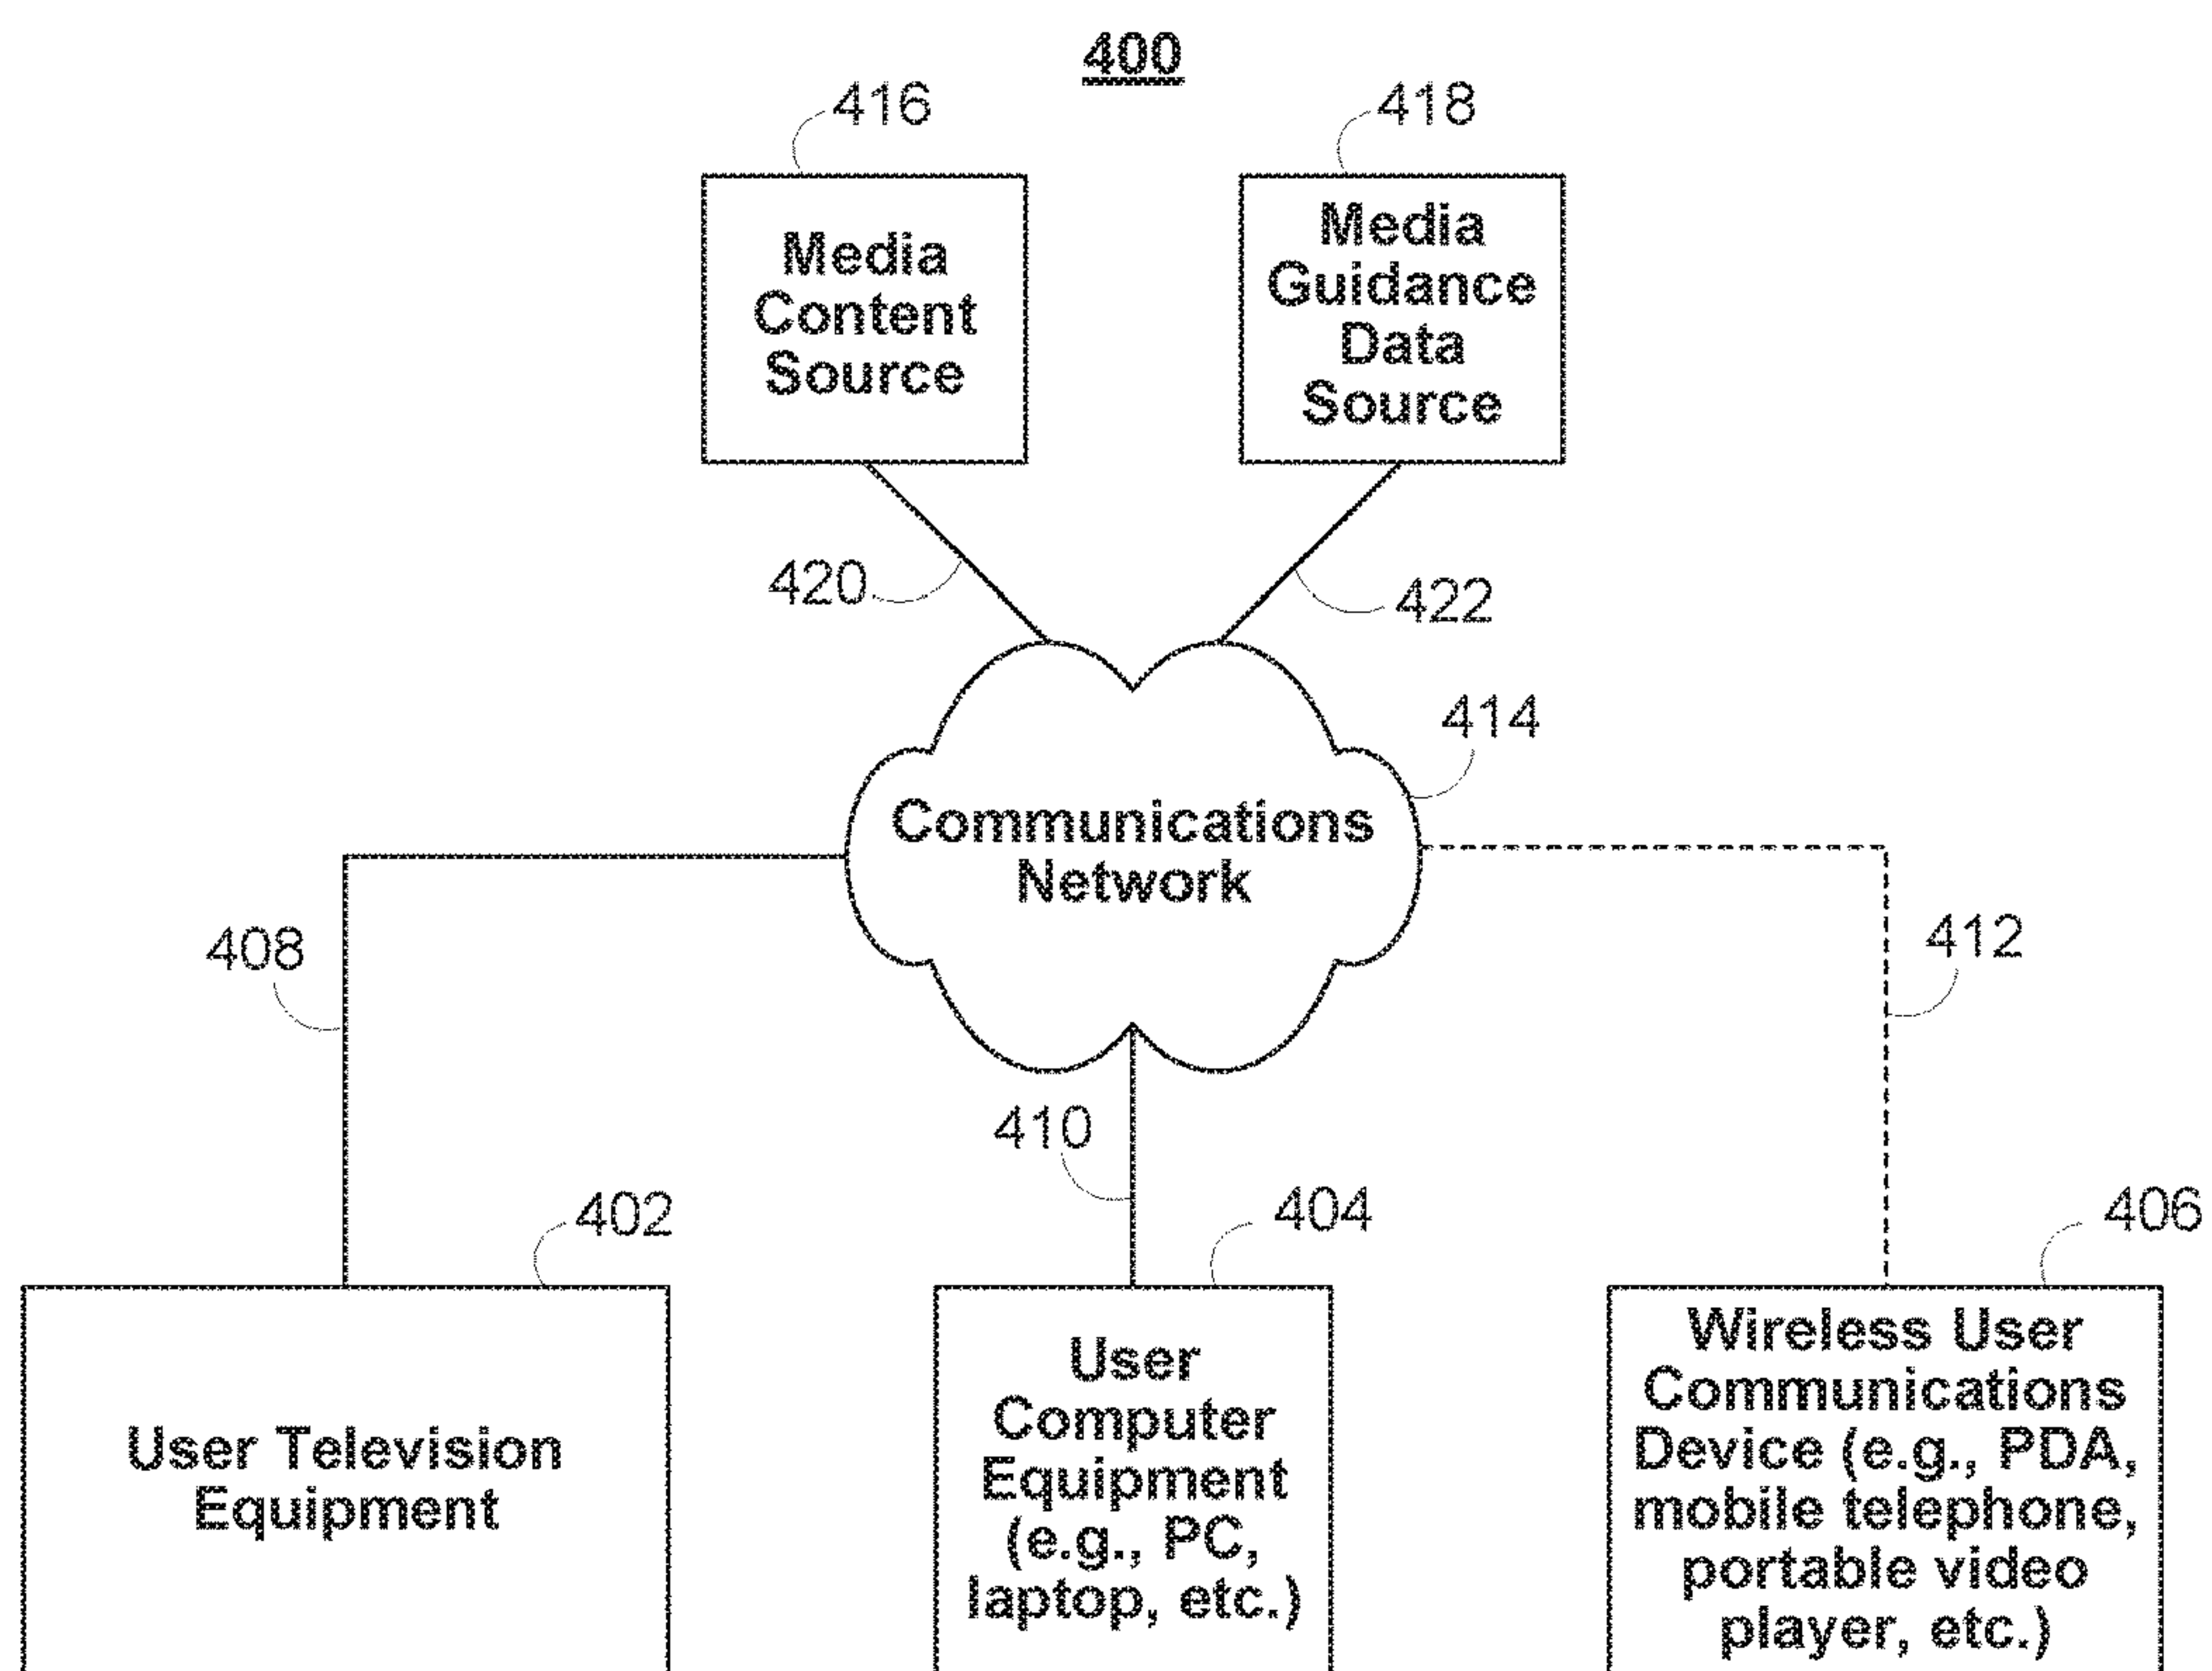 400
416
418
Media
Content
Source
Media
Guidance
Data
Source
420
422
414
Communications
Network
408
412
410
402
404
406
User Television
Equipment
User
Computer
Equipment
(e.g., PC,
laptop, etc.)
Wireless User
Communications
Device (e.g., PDA,
mobile telephone,
portable video
player, etc.)